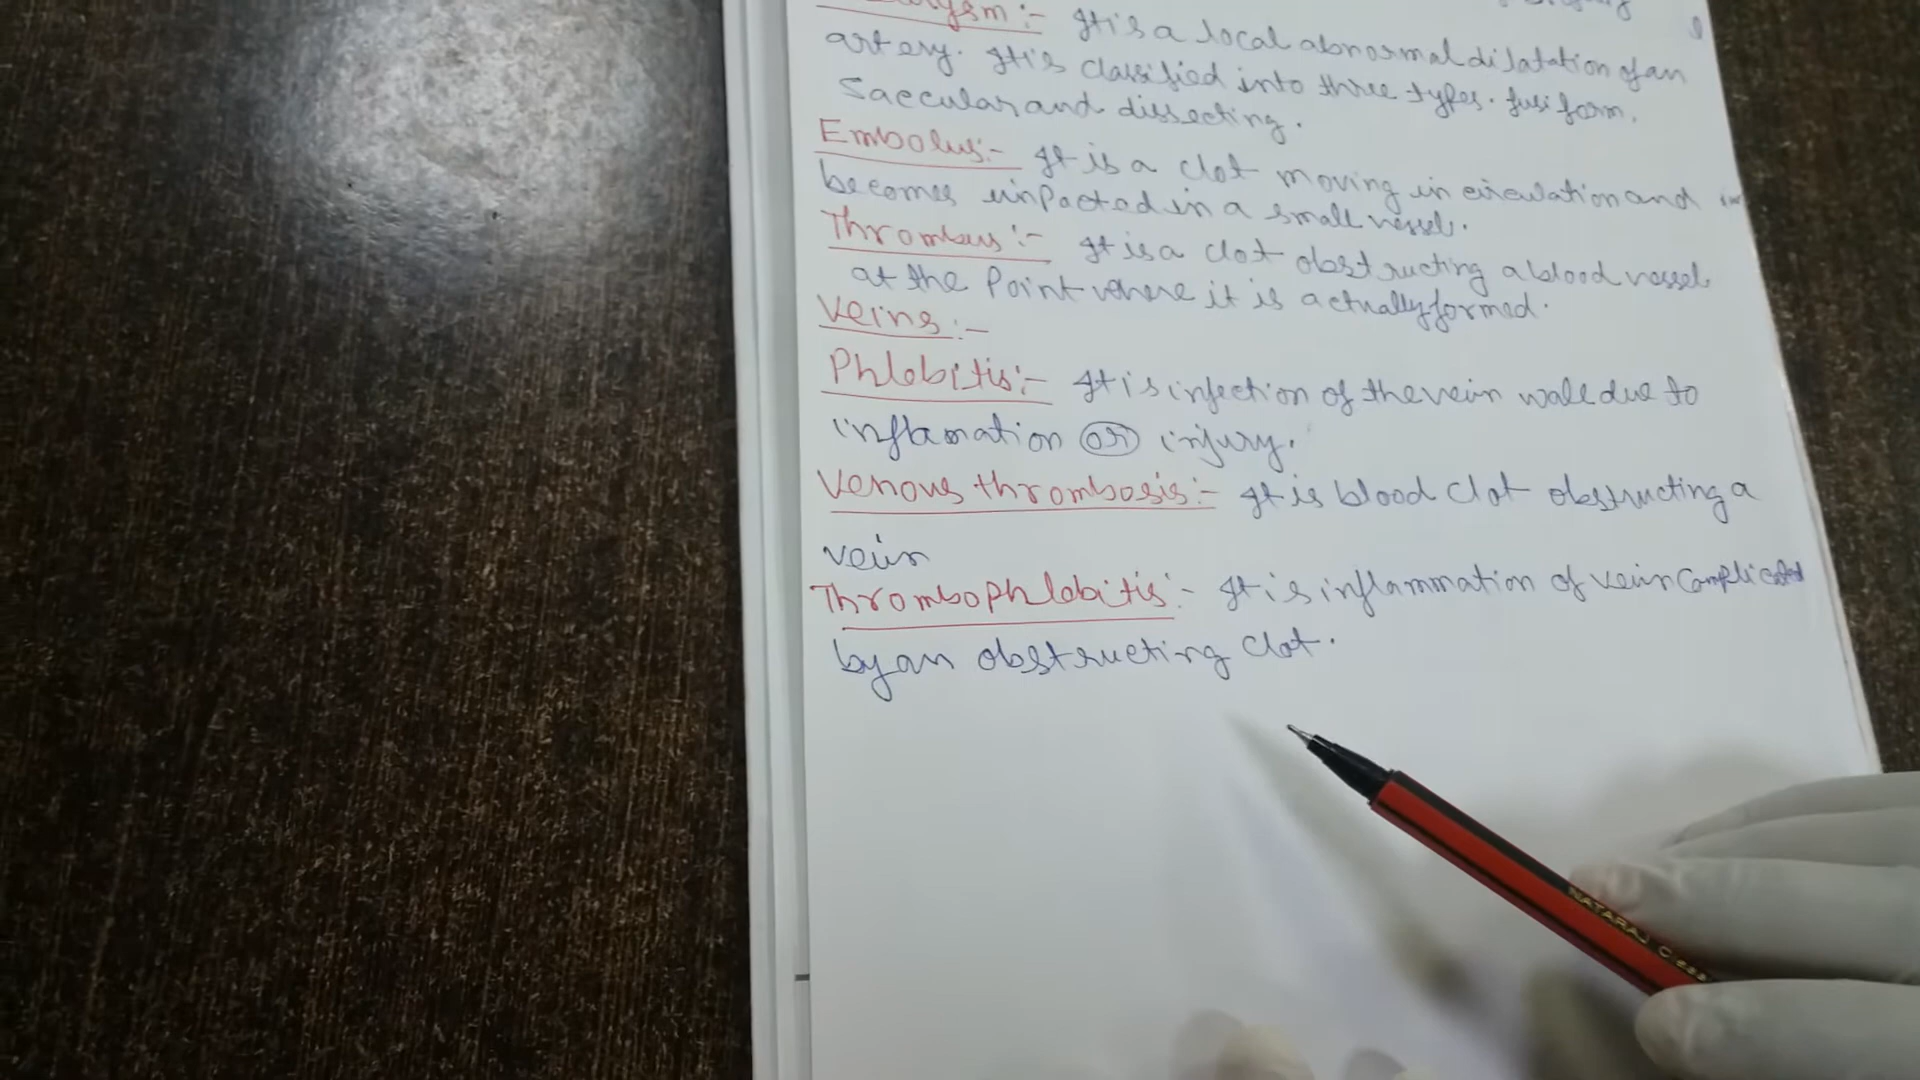 It is a local abnormal dilatation of an
artery. It is classified into three types. fusiform.
Saccular and dissecting.
Embolus:- It is a clot moving in circulation and
becomes impacted in a small vessel.
Thrombus:- It is a clot obstructing a blood vessel
at the Point where it is actually formed.
Veins:-
Phlebitis:- It is infection of the vein wall due to
inflamation or injury.
Venous thrombosis:- It is blood clot obstructing a
vein
Thrombophlebitis:- It is inflammation of vein complicated
by an obstructing clot.
NATARAJ